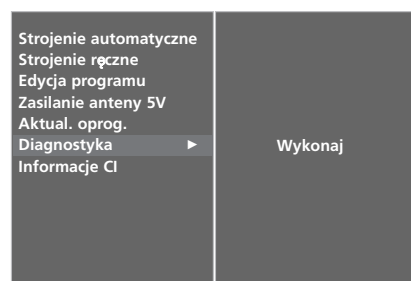 Strojenie automatyczne
Strojenie ręczne
Edycja programu
Zasilanie anteny 5V
Aktual. oprog.
Diagnostyka ►
Wykonaj
Informacje CI